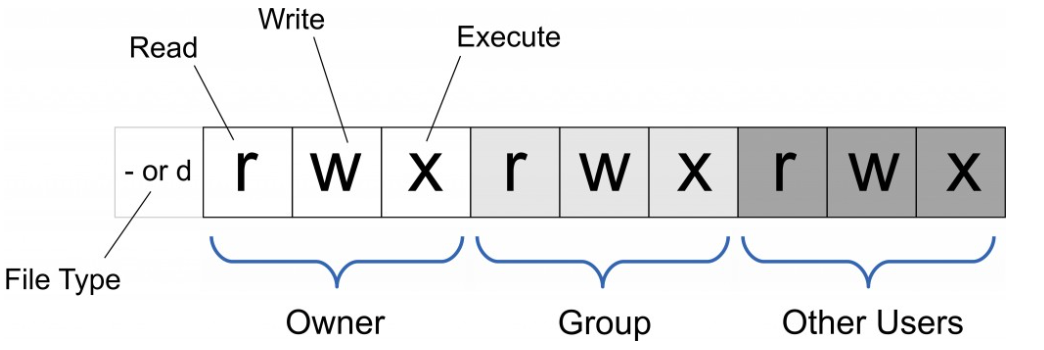 Write
Read
Execute
- or d r w x r w x r w x
File Type
Owner Group Other Users